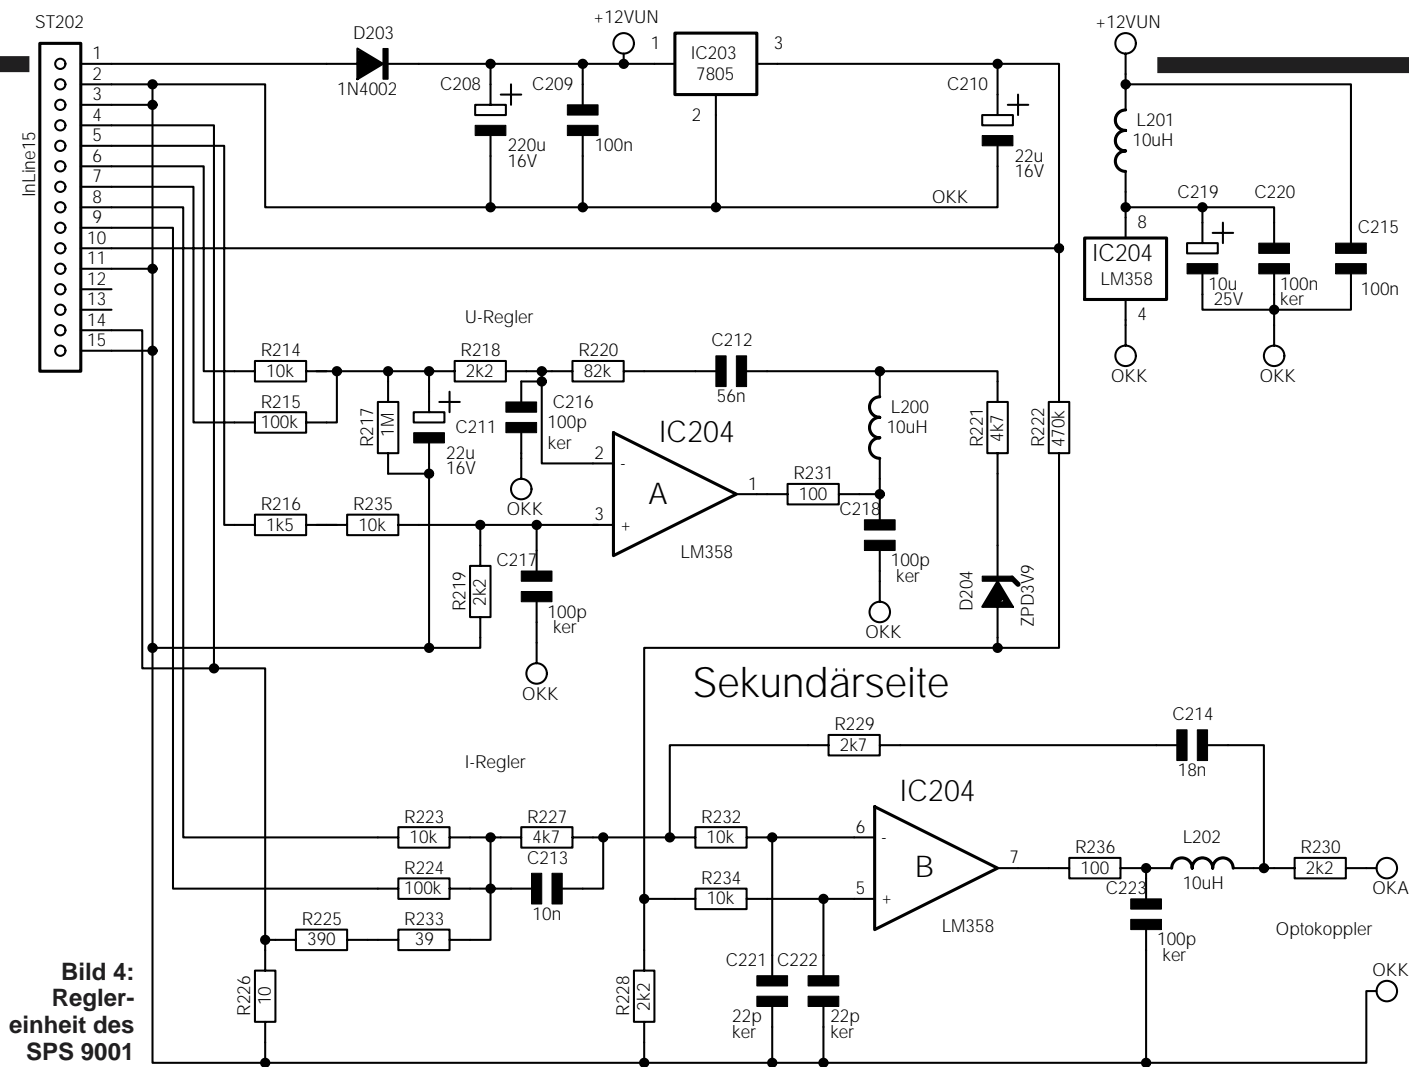 ST202
InLine15
1
2
3
4
5
6
7
8
9
10
11
12
13
14
15
D203
1N4002
+12VUN
C208
220u
16V
C209
100n
1
IC203
7805
3
2
C210
22u
16V
OKK
+12VUN
L201
10uH
8
IC204
LM358
4
OKK
C219
10u
25V
C220
100n
ker
OKK
C215
100n
U-Regler
R214
10k
R215
100k
R217
1M
C211
22u
16V
R218
2k2
C216
100p
ker
OKK
R220
82k
C212
56n
IC204
2
-
A
1
3
+
LM358
R231
100
L200
10uH
C218
100p
ker
OKK
R221
4k7
R222
470k
D204
ZPD3V9
R216
1k5
R235
10k
R219
2k2
C217
100p
ker
OKK
Sekundärseite
I-Regler
R229
2k7
C214
18n
R223
10k
R224
100k
R225
390
R233
39
R227
4k7
C213
10n
R232
10k
R234
10k
IC204
6
-
B
7
5
+
LM358
R236
100
L202
10uH
R230
2k2
OKA
C223
100p
ker
Optokoppler
OKK
R226
10
R228
2k2
C221
22p
ker
C222
22p
ker
Bild 4:
Regler-
einheit des
SPS 9001